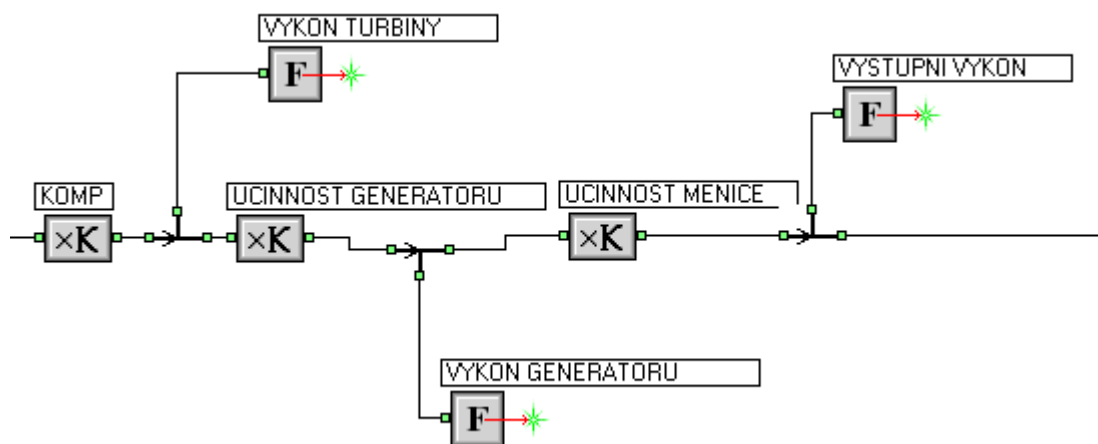 VYKON TURBINY
F
VYSTUPNI VYKON
F
KOMP
UCINNOST GENERATORU
UCINNOST MENICE
×K
×K
×K
VYKON GENERATORU
F